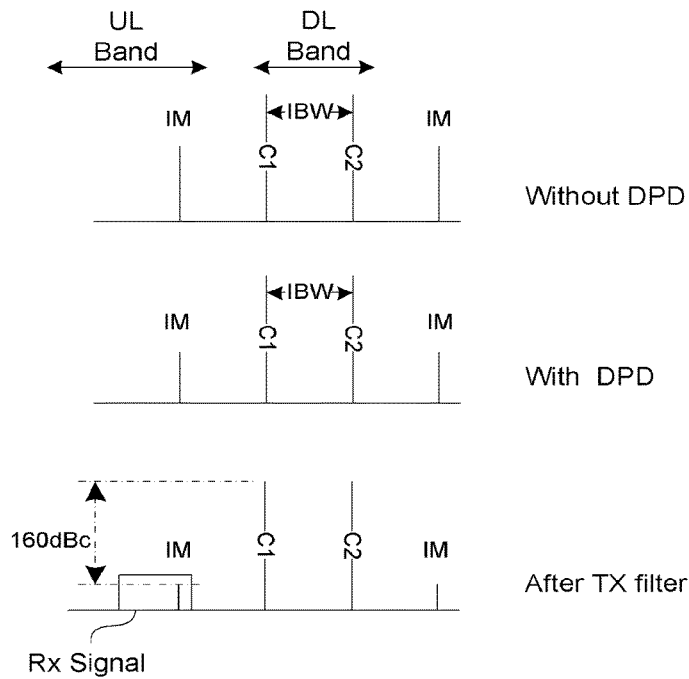 UL
Band
DL
Band
IM
IBW
IM
C1
C2
Without DPD
IBW
IM
IM
C1
C2
With DPD
160dBc
IM
C1
C2
IM
After TX filter
Rx Signal